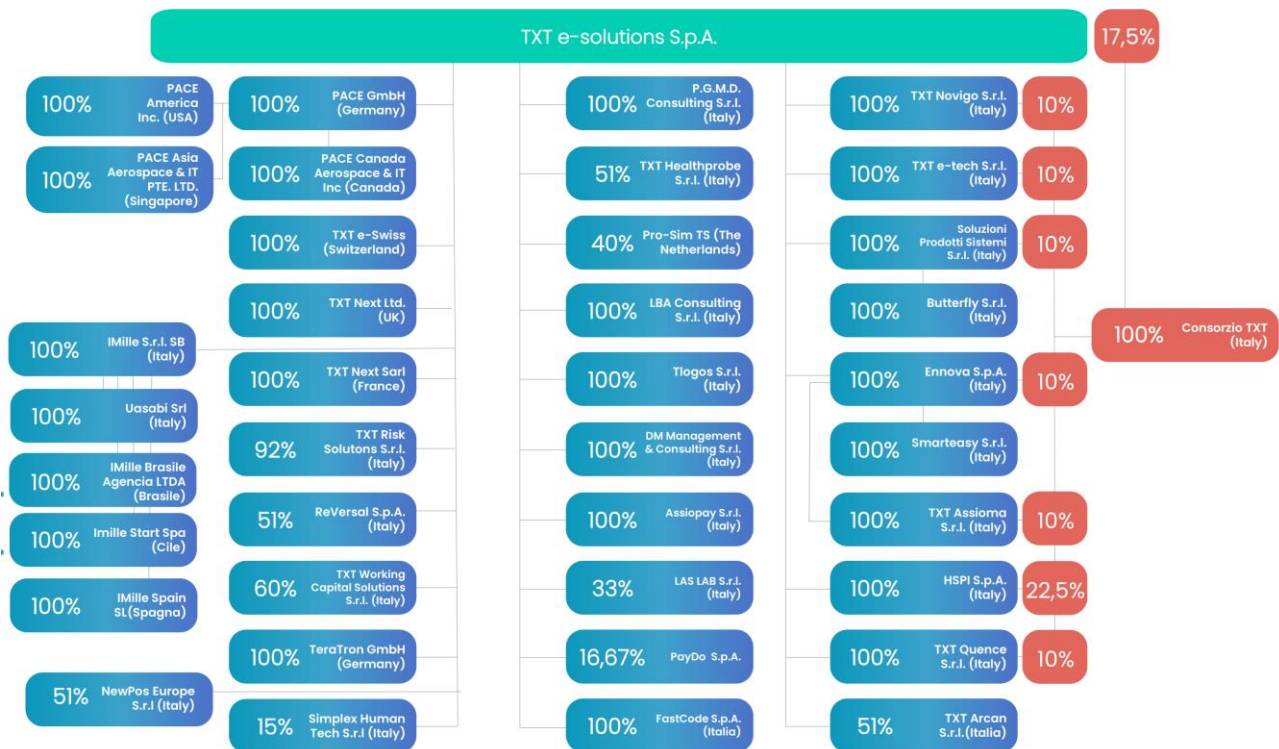 TXT e-solutions S.p.A.
17,5%
100%
PACE
America
Inc. (USA)
100%
PACE Asia
Aerospace & IT
PTE. LTD.
(Singapore)
100%
IMille S.r.l. SB
(Italy)
100%
Uasabi Srl
(Italy)
100%
IMille Brasile
Agencia LTDA
(Brasile)
100%
Imille Start Spa
(Cile)
100%
IMille Spain
SL(Spagna)
51%
NewPos Europe
S.r.l (Italy)
100%
PACE GmbH
(Germany)
100%
PACE Canada
Aerospace & IT
Inc (Canada)
100%
TXT e-Swiss
(Switzerland)
100%
TXT Next Ltd.
(UK)
100%
TXT Next Sarl
(France)
92%
TXT Risk
Solutons S.r.l.
(Italy)
51%
ReVersal S.p.A.
(Italy)
60%
TXT Working
Capital Solutions
S.r.l. (Italy)
100%
TeraTron GmbH
(Germany)
15%
Simplex Human
Tech S.r.l (Italy)
100%
P.G.M.D.
Consulting S.r.l.
(Italy)
51%
TXT Healthprobe
S.r.l. (Italy)
40%
Pro-Sim TS (The
Netherlands)
100%
LBA Consulting
S.r.l. (Italy)
100%
Tlogos S.r.l.
(Italy)
100%
DM Management
& Consulting S.r.l.
(Italy)
100%
Assiopay S.r.l.
(Italy)
33%
LAS LAB S.r.l.
(Italy)
16,67%
PayDo S.p.A.
100%
FastCode S.p.A.
(Italia)
100%
TXT Novigo S.r.l.
(Italy)
10%
100%
TXT e-tech S.r.l.
(Italy)
10%
100%
Soluzioni
Prodotti Sistemi
S.r.l. (Italy)
10%
100%
Butterfly S.r.l.
(Italy)
100%
Ennova S.p.A.
(Italy)
10%
100%
Smarteasy S.r.l.
(Italy)
100%
TXT Assioma
S.r.l. (Italy)
10%
100%
HSPI S.p.A.
(Italy)
22,5%
100%
TXT Quence
S.r.l. (Italy)
10%
51%
TXT Arcan
S.r.l.(Italia)
100%
Consorzio TXT
(Italy)